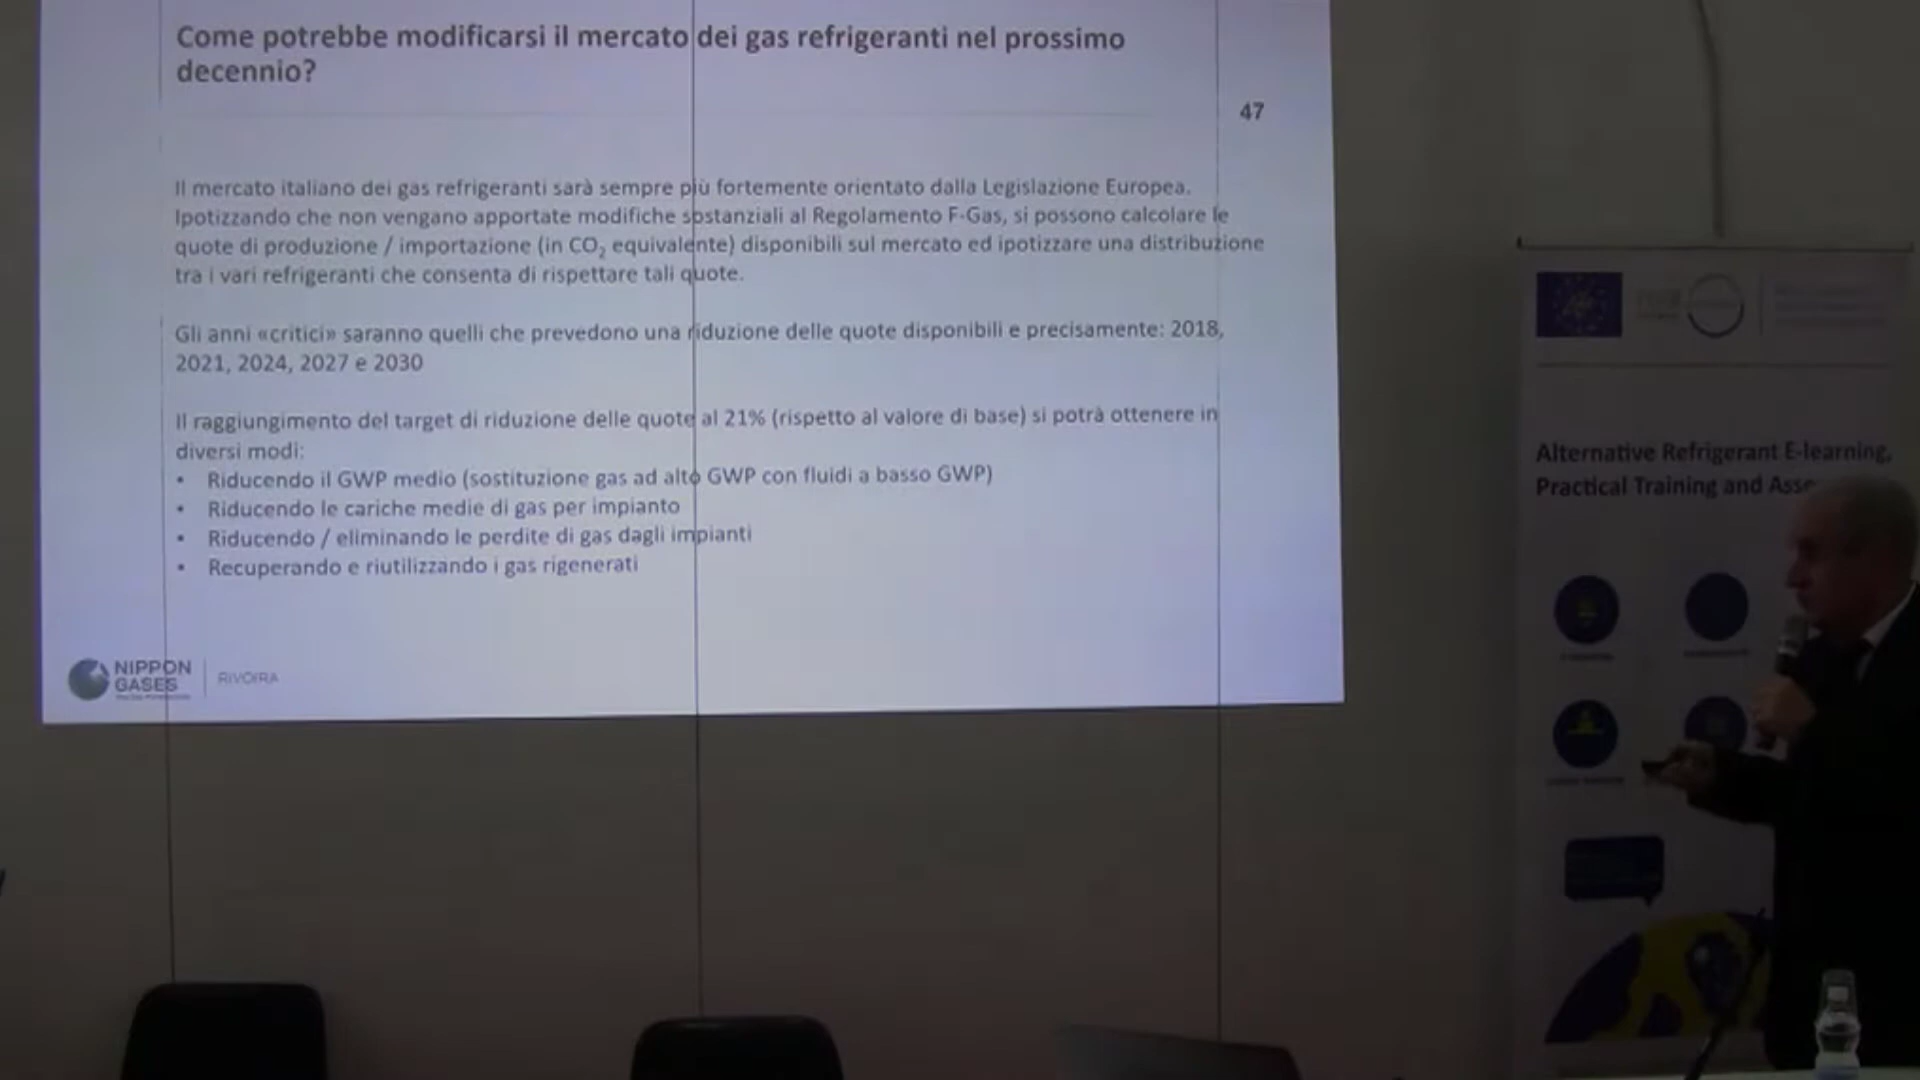 Come potrebbe modificarsi il mercato dei gas refrigeranti nel prossimo
decennio?
47
Il mercato italiano dei gas refrigeranti sarà sempre più fortemente orientato dalla Legislazione Europea.
Ipotizzando che non vengano apportate modifiche sostanziali al Regolamento F-Gas, si possono calcolare le
quote di produzione / importazione (in CO₂ equivalente) disponibili sul mercato ed ipotizzare una distribuzione
tra i vari refrigeranti che consenta di rispettare tali quote.
Gli anni «critici» saranno quelli che prevedono una riduzione delle quote disponibili e precisamente: 2018,
2021, 2024, 2027 e 2030
Il raggiungimento del target di riduzione delle quote al 21% (rispetto al valore di base) si potrà ottenere in
diversi modi:
• Riducendo il GWP medio (sostituzione gas ad alto GWP con fluidi a basso GWP)
• Riducendo le cariche medie di gas per impianto
• Riducendo / eliminando le perdite di gas dagli impianti
• Recuperando e riutilizzando i gas rigenerati
NIPPON
GASES
RIVOIRA
Alternative Refrigerant E-learning,
Practical Training and Asse